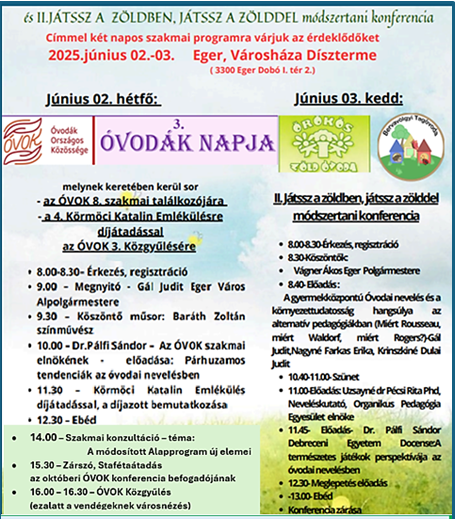 és II.JÁTSSZ A ZÖLDBEN, JÁTSSZ A ZÖLDDEL módszertani konferencia
Címmel két napos szakmai programra várjuk az érdeklődőket
2025.június 02.-03. Eger, Városháza Díszterme
( 3300 Eger Dobó I. tér 2.)
Június 02. hétfő:
Június 03. kedd:
ÓVOK
Óvodák
Országos
Közössége
3.
ÓVODÁK NAPJA
ÖRÖKÖS
ZÖLD ÓVODA
Bervavölgyi Tagóvoda
melynek keretében kerül sor
- az ÓVOK 8. szakmai találkozójára
- a 4. Körmöci Katalin Emlékülésre
díjátadással
az ÓVOK 3. Közgyűlésére
• 8.00-8.30– Érkezés, regisztráció
• 9.00 – Megnyitó - Gál Judit Eger Város
Alpolgármestere
• 9.30 – Köszöntő műsor: Baráth Zoltán
színművész
• 10.00 – Dr.Pálfi Sándor – Az ÓVOK szakmai
elnökének - előadása: Párhuzamos
tendenciák az óvodai nevelésben
• 11.30 – Körmöci Katalin Emlékülés
díjátadással, a díjazott bemutatkozása
• 12.30 – Ebéd
• 14.00 – Szakmai konzultáció – téma:
A módosított Alapprogram új elemei
• 15.30 – Zárszó, Stafétaátadás
az októberi ÓVOK konferencia befogadójának
• 16.00 – 16.30 – ÓVOK Közgyűlés
(ezalatt a vendégeknek városnézés)
II. Játssz a zöldben, játssz a zölddel
módszertani konferencia
• 8.00-8.30-Érkezés, regisztráció
• 8.30-Köszöntők:
• Vágner Ákos Eger Polgármestere
• 8.40- Előadás:
A gyermekközpontú Óvodai nevelés és a
környezettudatosság hangsúlya az
alternatív pedagógiákban (Miért Rousseau,
miért Waldorf, miért Rogers?)-Gál
Judit,Nagyné Farkas Erika, Krinszkiné Dulai
Judit
• 10.40-11.00-Szünet
• 11.00-Előadás: Uzsayné dr Pécsi Rita Phd,
Neveléskutató, Organikus Pedagógia
Egyesület elnöke
• 11.45- Előadás- Dr. Pálfi Sándor
Debreceni Egyetem Docense:A
természetes játékok perspektívája az
óvodai nevelésben
• 12.30- Meglepetés előadás
• -13.00- Ebéd
• Konferencia zárása